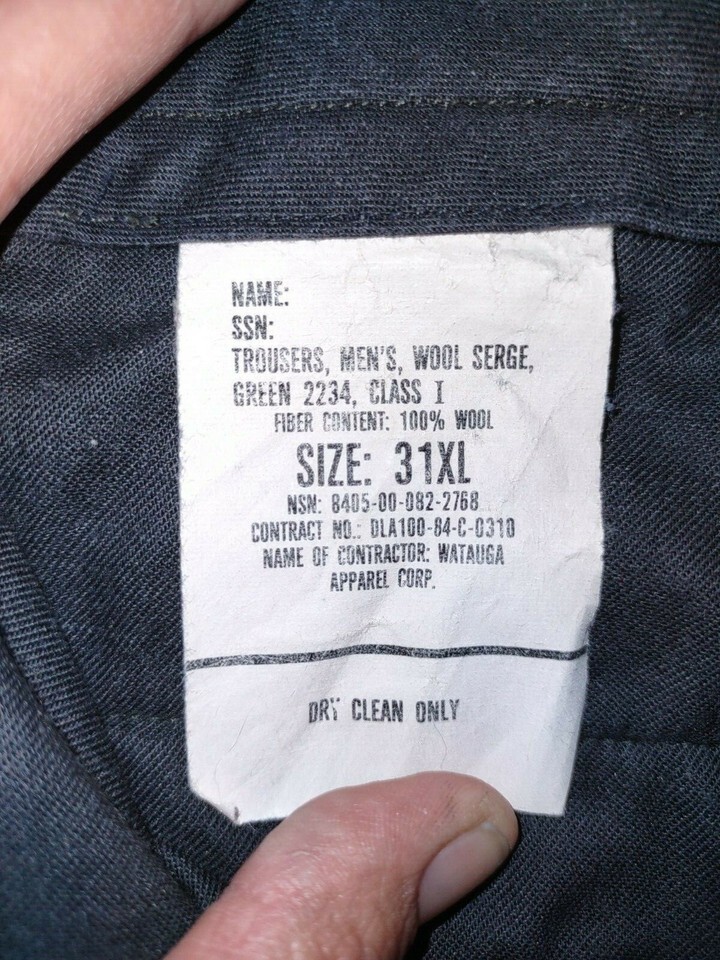 NAME:
SSN:
TROUSERS, MEN'S, WOOL SERGE,
GREEN 2234, CLASS I
FIBER CONTENT: 100% WOOL
SIZE: 31XL
NSN: 8405-00-082-2768
CONTRACT NO.: DLA100-84-C-0310
NAME OF CONTRACTOR: WATAUGA
APPAREL CORP.
DRY CLEAN ONLY